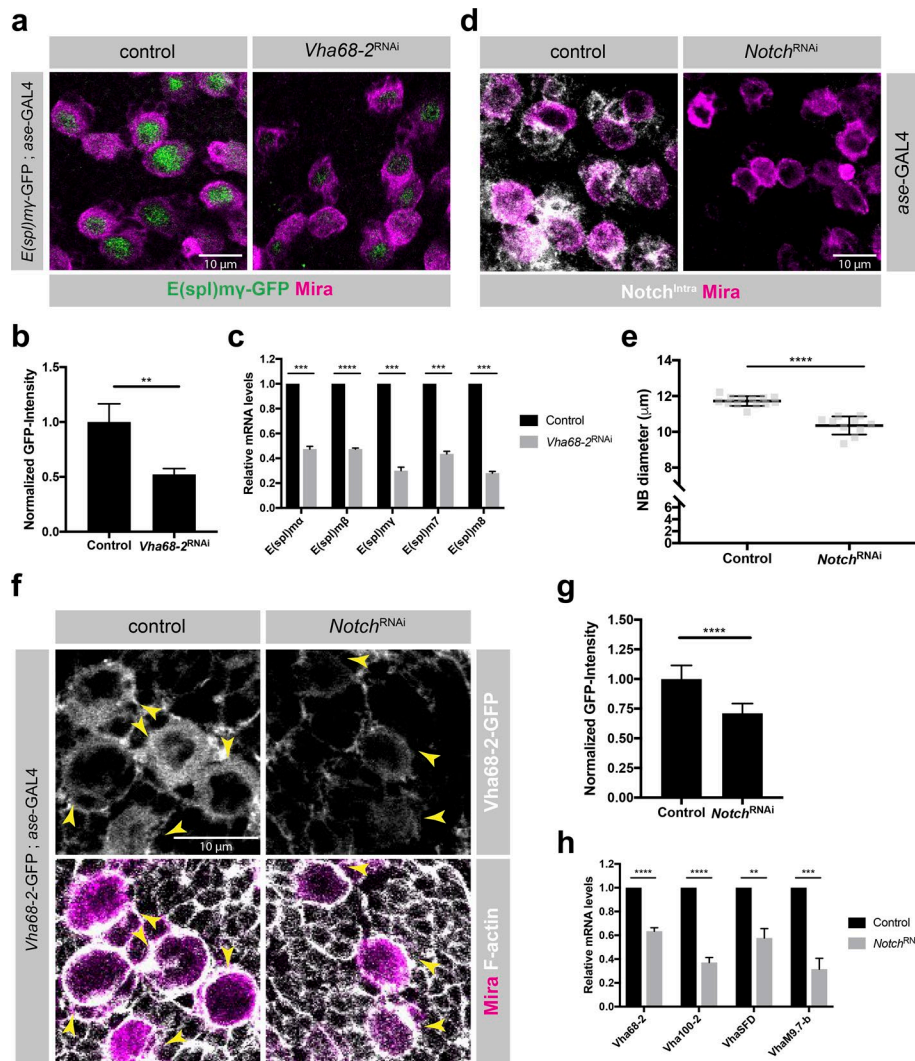 a
control
Vha68-2RNAi
E(spl)mγ-GFP ; ase-GAL4
10 µm
E(spl)mγ-GFP Mira
d
control
NotchRNAi
ase-GAL4
10 µm
NotchIntra Mira
b
Normalized GFP-Intensity
1.5
1.0
0.5
0.0
**
Control
Vha68-2RNAi
c
Relative mRNA levels
1.2
1.0
0.8
0.6
0.4
0.2
0.0
*** **** *** *** ***
E(spl)mα
E(spl)mβ
E(spl)mγ
E(spl)m7
E(spl)m8
Control
Vha68-2RNAi
e
NB diameter (µm)
14
12
10
8
6
4
2
0
****
Control
NotchRNAi
f
control
NotchRNAi
Vha68-2-GFP ; ase-GAL4
10 µm
Vha68-2-GFP
Mira F-actin
g
Normalized GFP-Intensity
1.50
1.25
1.00
0.75
0.50
0.25
0.00
****
Control
NotchRNAi
h
Relative mRNA levels
1.2
1.0
0.8
0.6
0.4
0.2
0.0
**** **** ** ***
Vha68-2
Vha100-2
VhaSFD
VhaM9.7-b
Control
NotchRN